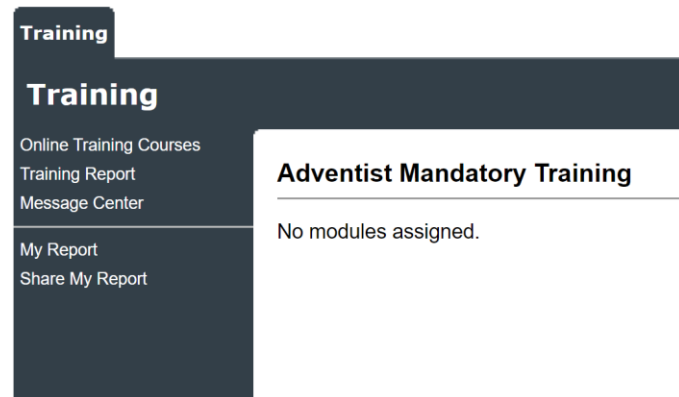 Training
Training
Online Training Courses
Training Report
Message Center
My Report
Share My Report
Adventist Mandatory Training
No modules assigned.